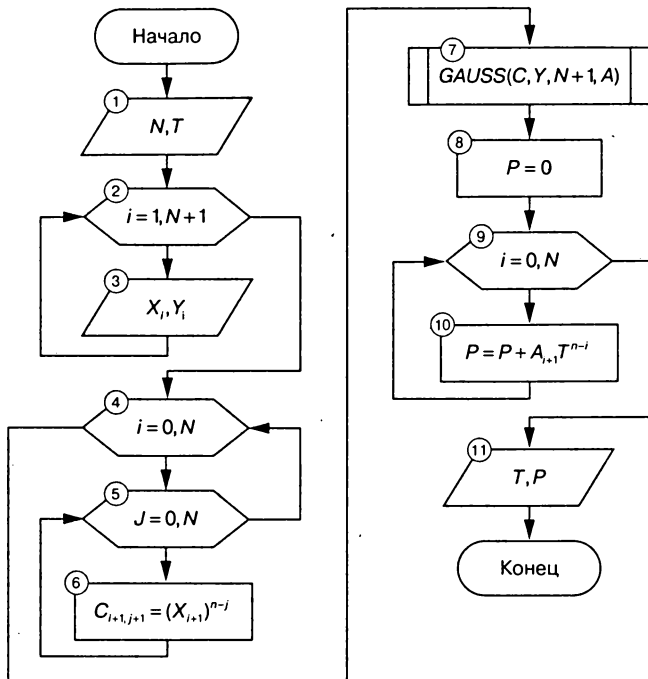 Начало
1
N, T
2
i = 1, N + 1
3
X_i, Y_i
4
i = 0, N
5
J = 0, N
6
C_{i+1, j+1} = (X_{i+1})^{n–j}
7
GAUSS(C, Y, N + 1, A)
8
P = 0
9
i = 0, N
10
P = P + A_{i+1}T^{n–i}
11
T, P
Конец